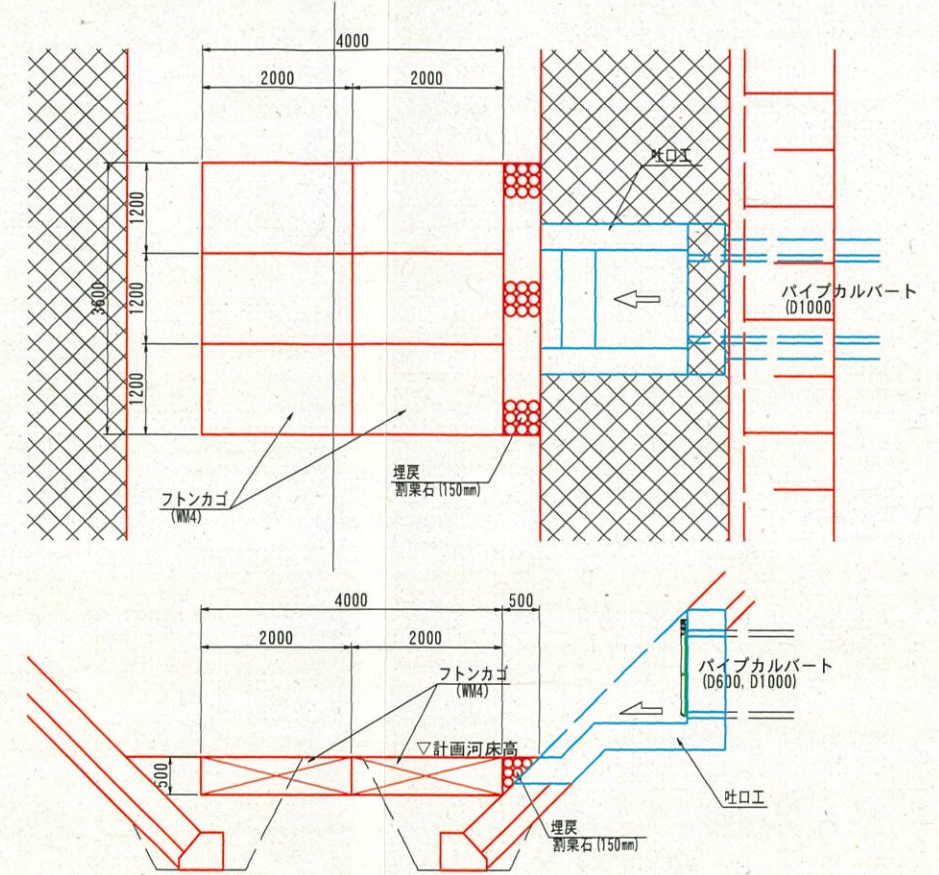 4000
2000
2000
吐口工
1200
1200
1200
3600
パイプカルバート
(D1000)
埋戻
割栗石(150mm)
フトンカゴ
(WM4)
4000
500
2000
2000
フトンカゴ
(WM4)
パイプカルバート
(D600, D1000)
▽計画河床高
500
吐口工
埋戻
割栗石(150mm)